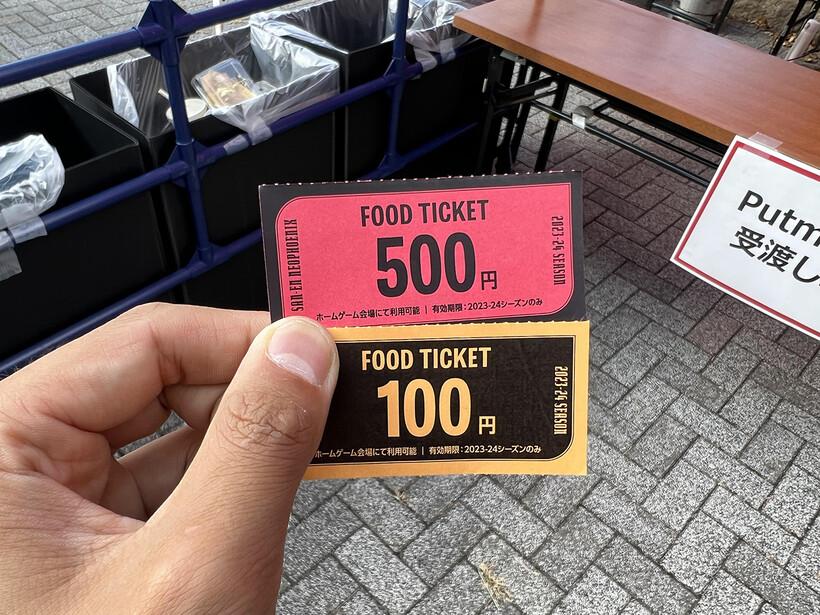 FOOD TICKET
500円
SAN-EN NEOPHOENIX
2023-24 SEASON
ホームゲーム会場にて利用可能 | 有効期限:2023-24シーズンのみ
FOOD TICKET
100円
2023-24 SEASON
ホームゲーム会場にて利用可能 | 有効期限:2023-24シーズンのみ
受渡し